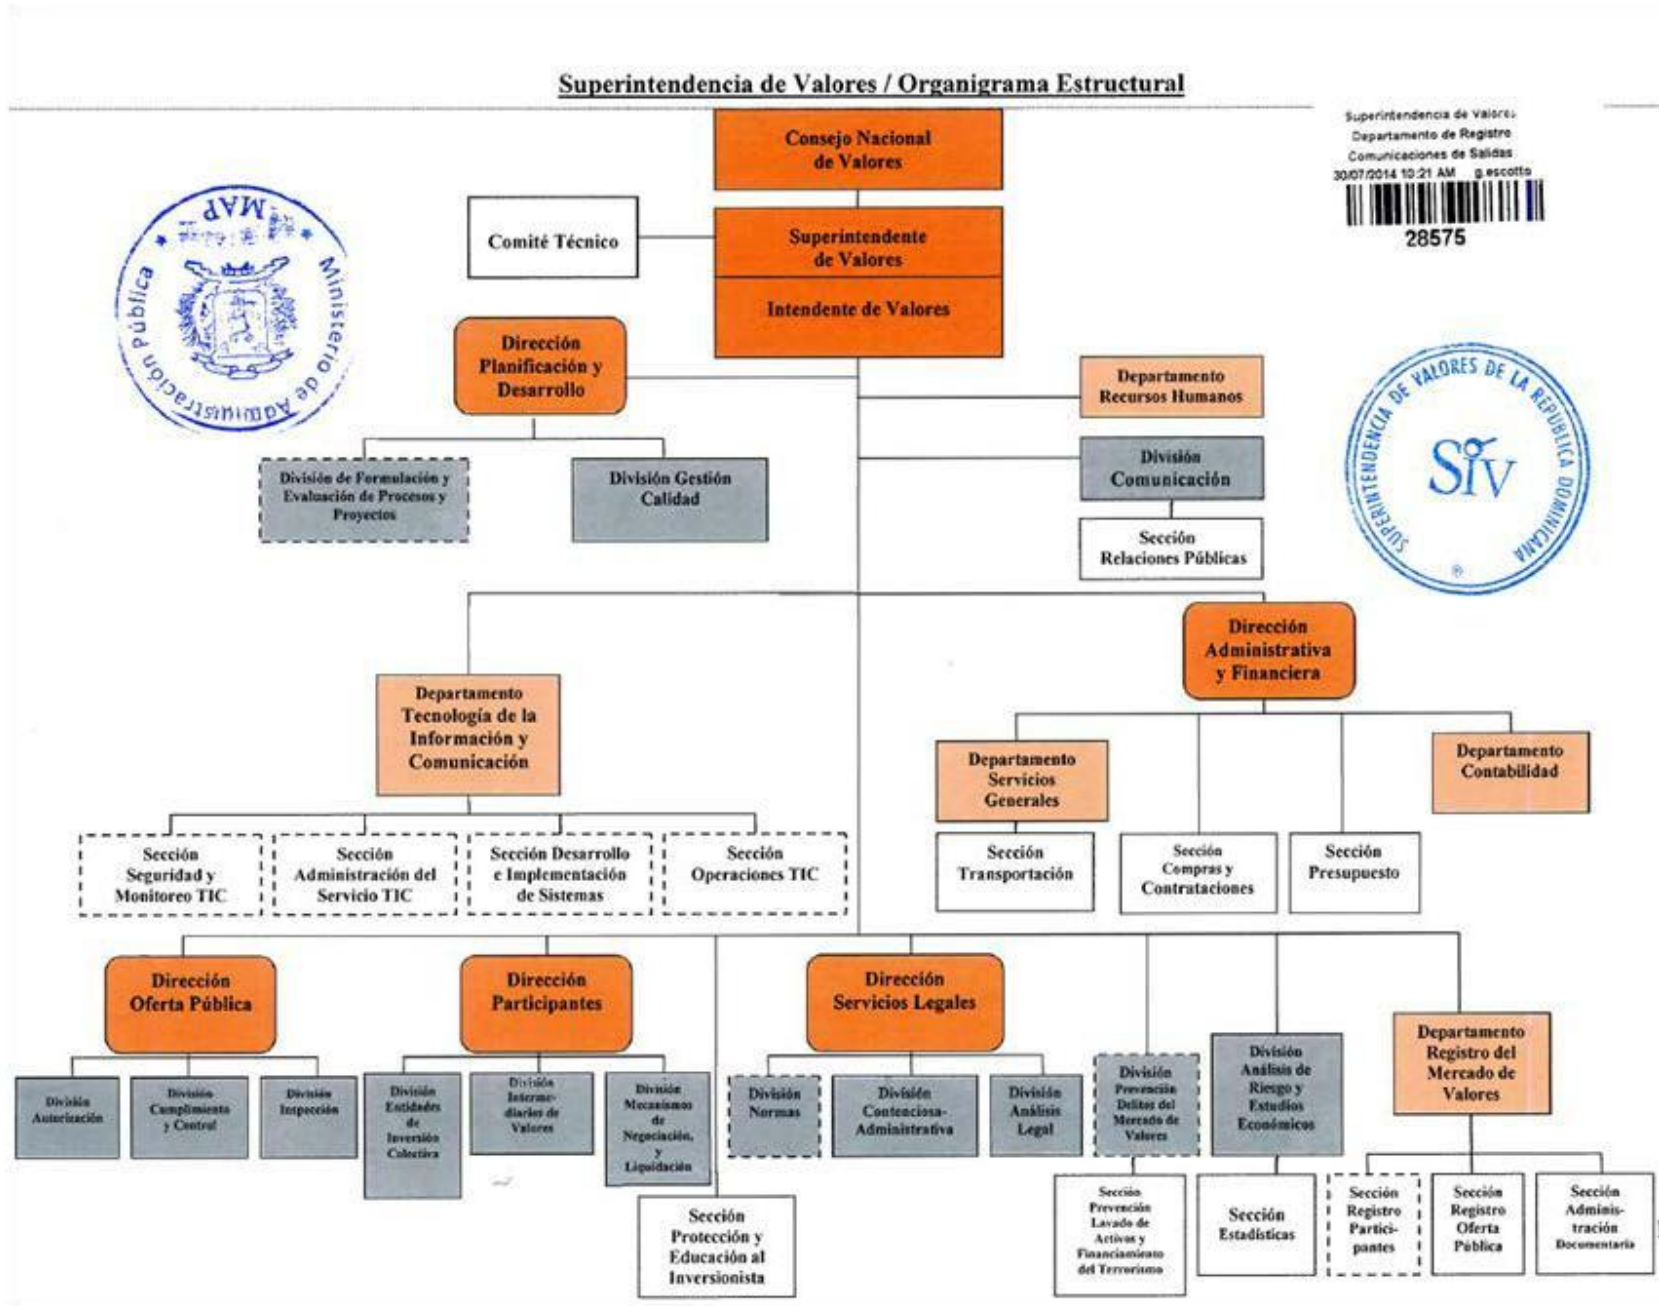 Superintendencia de Valores / Organigrama Estructural
Superintendencia de Valores
Departamento de Registro
Comunicaciones de Salidas
30/07/2014 10:21 AM g.escotto
28575
Consejo Nacional
de Valores
Comité Técnico
Superintendente
de Valores
Intendente de Valores
MAP
Ministerio de Administración Pública
SUPERINTENDENCIA DE VALORES DE LA REPUBLICA DOMINICANA
SIV
®
Dirección
Planificación y
Desarrollo
Departamento
Recursos Humanos
División de Formulación y
Evaluación de Procesos y
Proyectos
División Gestión
Calidad
División
Comunicación
Sección
Relaciones Públicas
Dirección
Administrativa
y Financiera
Departamento
Tecnología de la
Información y
Comunicación
Departamento
Servicios
Generales
Departamento
Contabilidad
Sección
Seguridad y
Monitoreo TIC
Sección
Administración del
Servicio TIC
Sección Desarrollo
e Implementación
de Sistemas
Sección
Operaciones TIC
Sección
Transportación
Sección
Compras y
Contrataciones
Sección
Presupuesto
Dirección
Oferta Pública
Dirección
Participantes
Dirección
Servicios Legales
Departamento
Registro del
Mercado de
Valores
División
Autorización
División
Cumplimiento
y Control
División
Inspección
División
Entidades
de
Inversión
Colectiva
División
Interme-
diarios de
Valores
División
Mecanismos
de
Negociación,
y
Liquidación
División
Normas
División
Contenciosa-
Administrativa
División
Análisis
Legal
División
Prevención
Delitos del
Mercado de
Valores
División
Análisis de
Riesgo y
Estudios
Económicos
Sección
Protección y
Educación al
Inversionista
Sección
Prevención
Lavado de
Activos y
Financiamiento
del Terrorismo
Sección
Estadísticas
Sección
Registro
Partici-
pantes
Sección
Registro
Oferta
Pública
Sección
Adminis-
tración
Documentaria